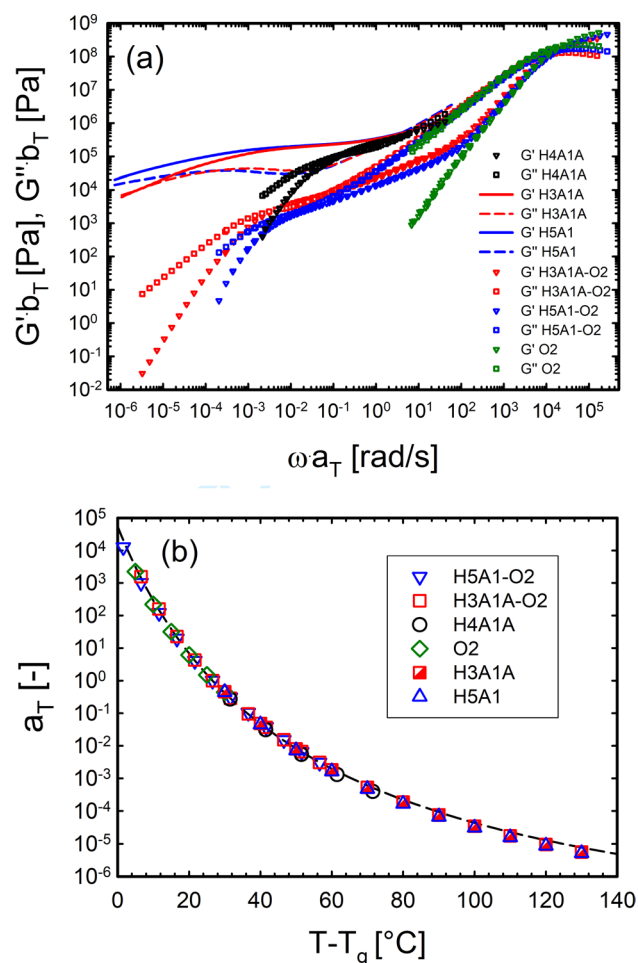 (a)
G'·b_T [Pa], G''·b_T [Pa]
10⁹
10⁸
10⁷
10⁶
10⁵
10⁴
10³
10²
10¹
10⁰
10⁻¹
10⁻²
G' H4A1A
G'' H4A1A
G' H3A1A
G'' H3A1A
G' H5A1
G'' H5A1
G' H3A1A-O2
G'' H3A1A-O2
G' H5A1-O2
G'' H5A1-O2
G' O2
G'' O2
10⁻⁶ 10⁻⁵ 10⁻⁴ 10⁻³ 10⁻² 10⁻¹ 10⁰ 10¹ 10² 10³ 10⁴ 10⁵
ω·a_T [rad/s]
(b)
a_T [-]
10⁵
10⁴
10³
10²
10¹
10⁰
10⁻¹
10⁻²
10⁻³
10⁻⁴
10⁻⁵
10⁻⁶
H5A1-O2
H3A1A-O2
H4A1A
O2
H3A1A
H5A1
0 20 40 60 80 100 120 140
T-T_g [°C]